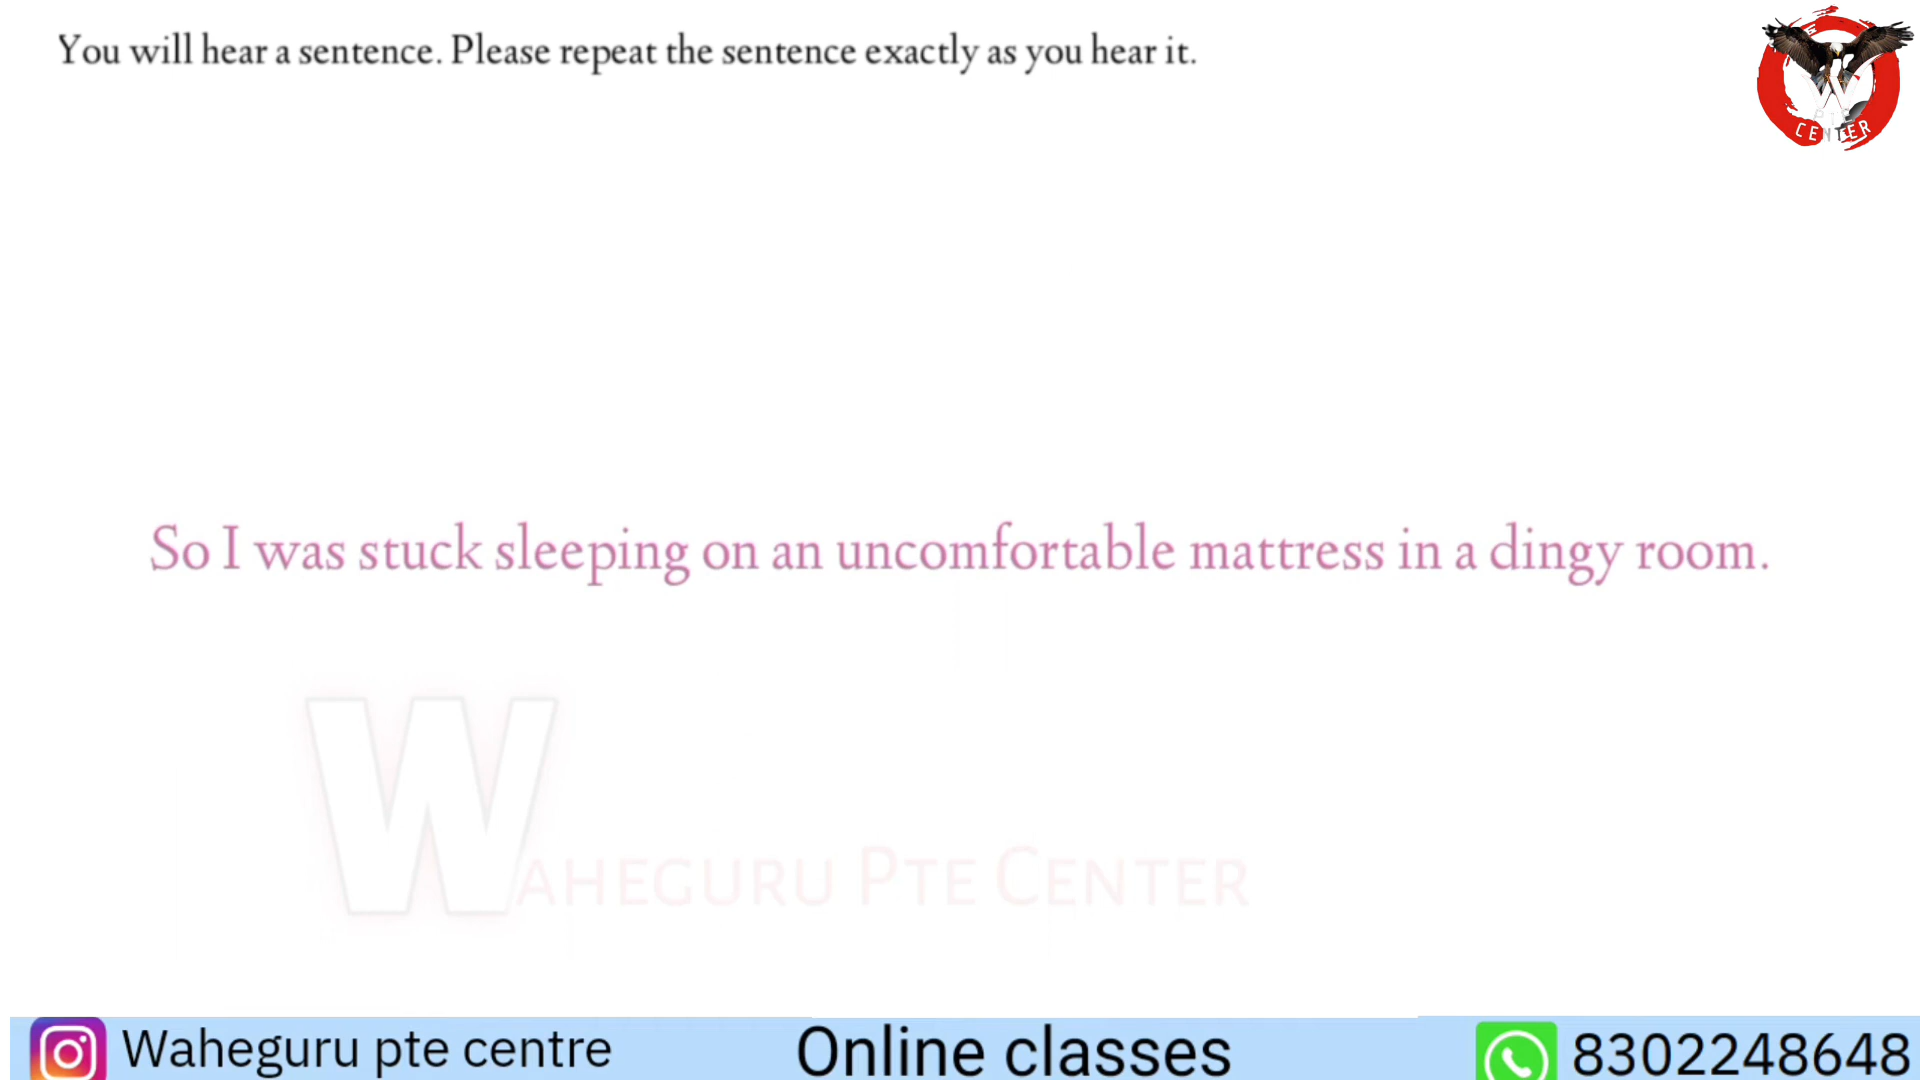 You will hear a sentence. Please repeat the sentence exactly as you hear it.
CENTER
So I was stuck sleeping on an uncomfortable mattress in a dingy room.
WAHEGURU PTE CENTER
Waheguru pte centre
Online classes
8302248648